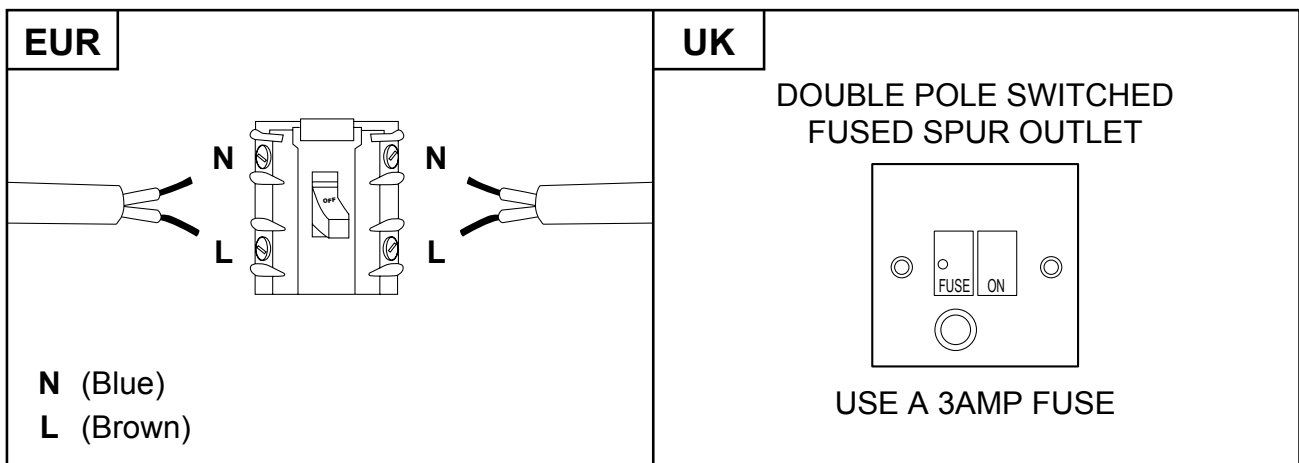 EUR
N
N
OFF
L
L
N (Blue)
L (Brown)
UK
DOUBLE POLE SWITCHED
FUSED SPUR OUTLET
FUSE ON
USE A 3AMP FUSE